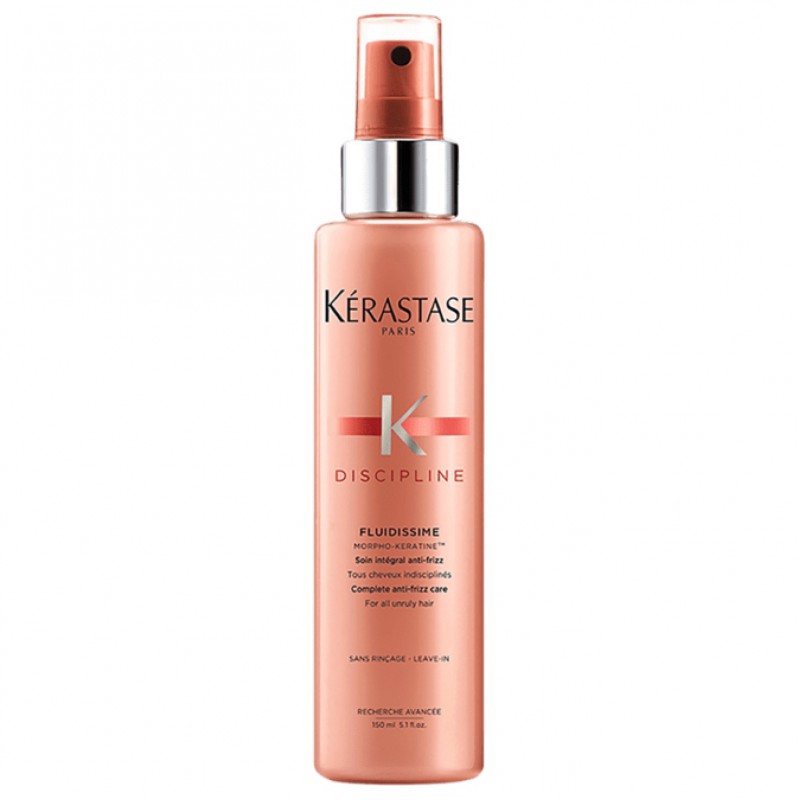 KÉRASTASE
PARIS
K
DISCIPLINE
FLUIDISSIME
MORPHO-KERATINE™
Soin intégral anti-frizz
Tous cheveux indisciplinés
Complete anti-frizz care
For all unruly hair
SANS RINÇAGE - LEAVE-IN
RECHERCHE AVANCÉE
150 ml 5.1 fl.oz.